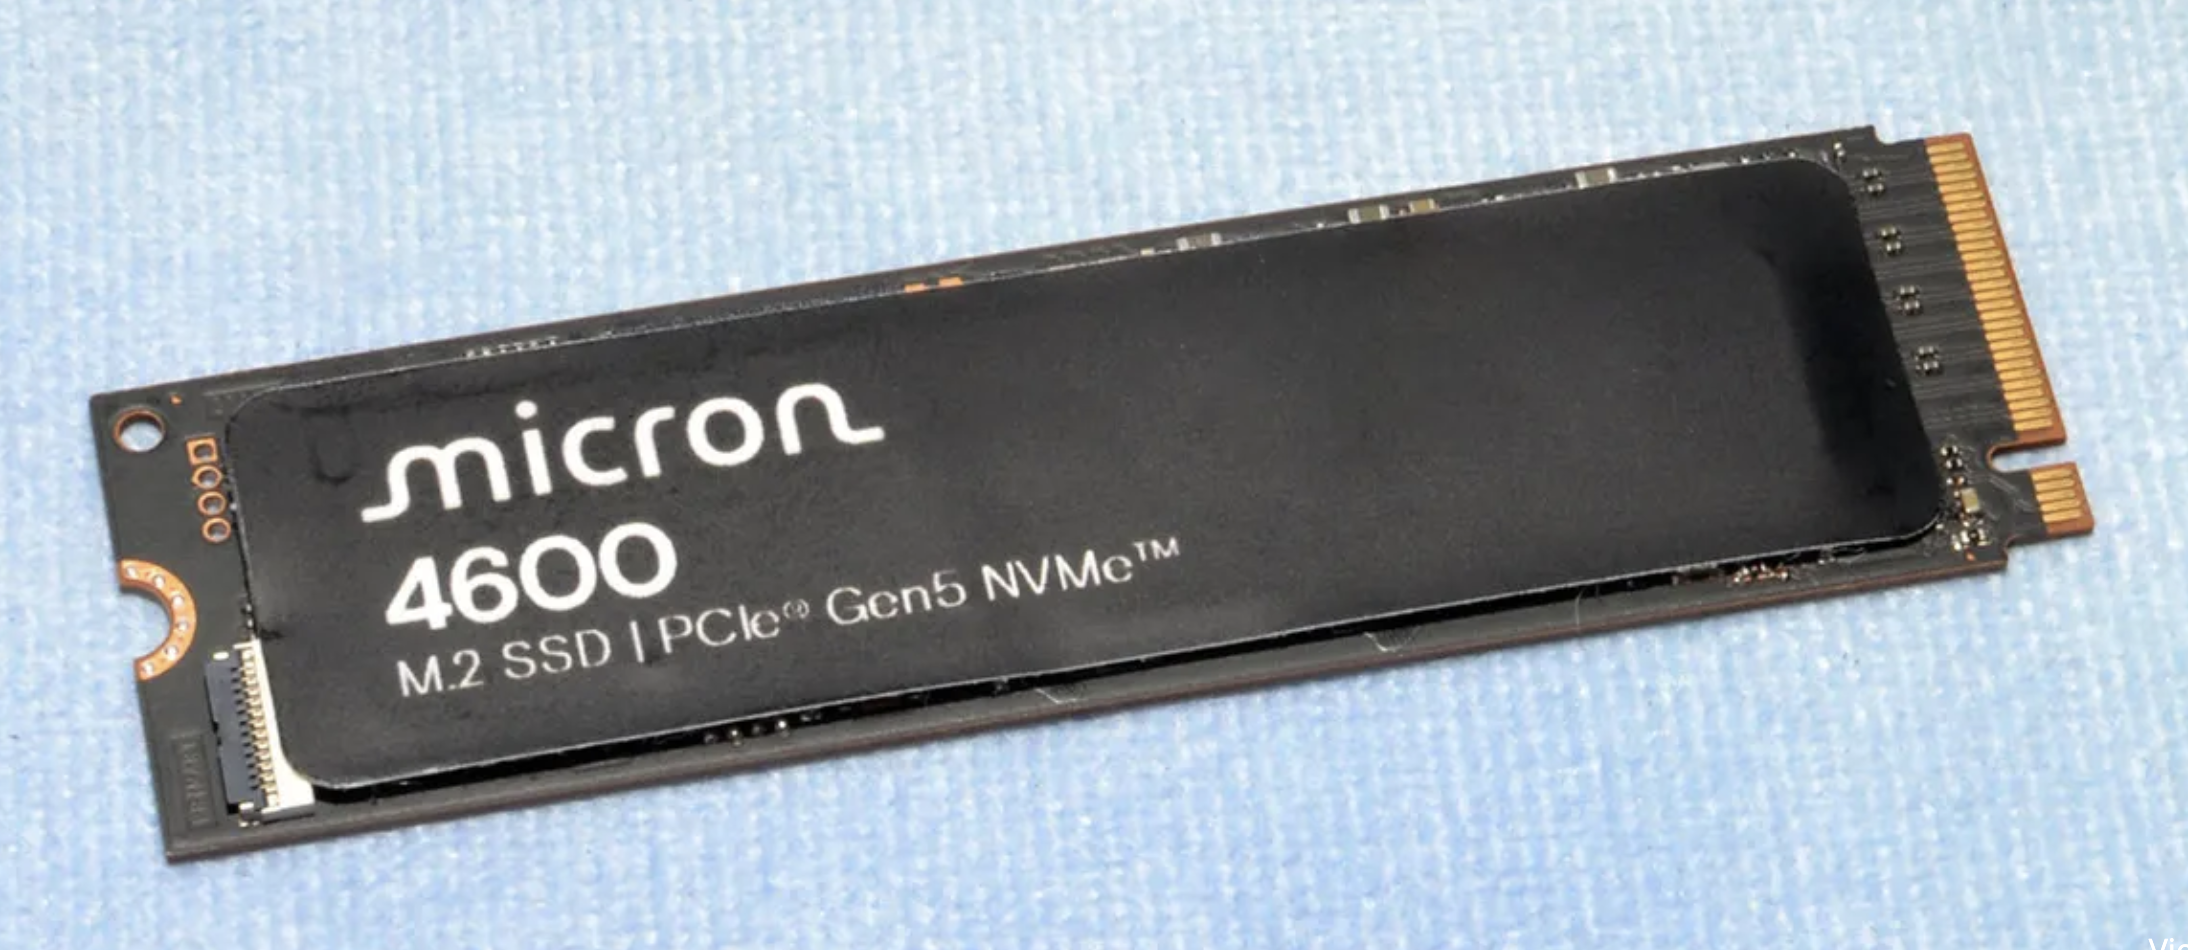 micron
4600
M.2 SSD | PCIe® Gen5 NVMe™